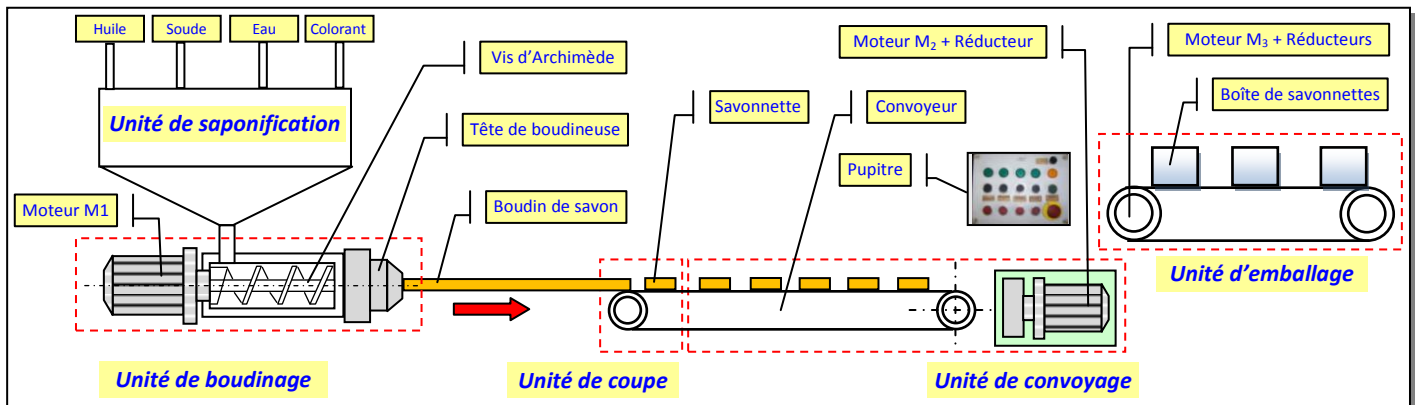 Huile
Soude
Eau
Colorant
Vis d’Archimède
Moteur M2 + Réducteur
Moteur M3 + Réducteurs
Unité de saponification
Savonnette
Convoyeur
Boîte de savonnettes
Tête de boudineuse
Pupitre
Moteur M1
Boudin de savon
Unité d’emballage
Unité de boudinage
Unité de coupe
Unité de convoyage